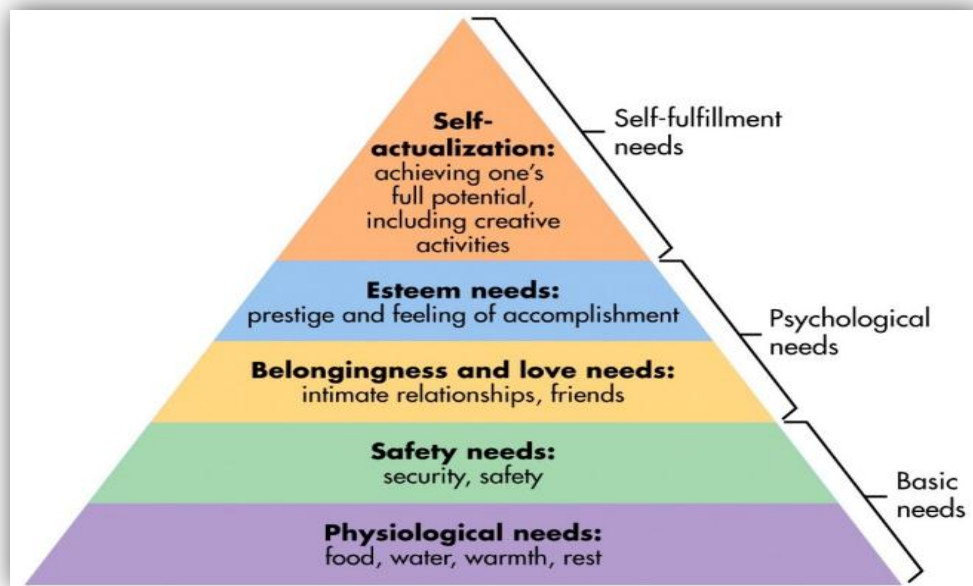 Self-
actualization:
achieving one's
full potential,
including creative
activities
Self-fulfillment
needs
Esteem needs:
prestige and feeling of accomplishment
Psychological
needs
Belongingness and love needs:
intimate relationships, friends
Safety needs:
security, safety
Basic
needs
Physiological needs:
food, water, warmth, rest